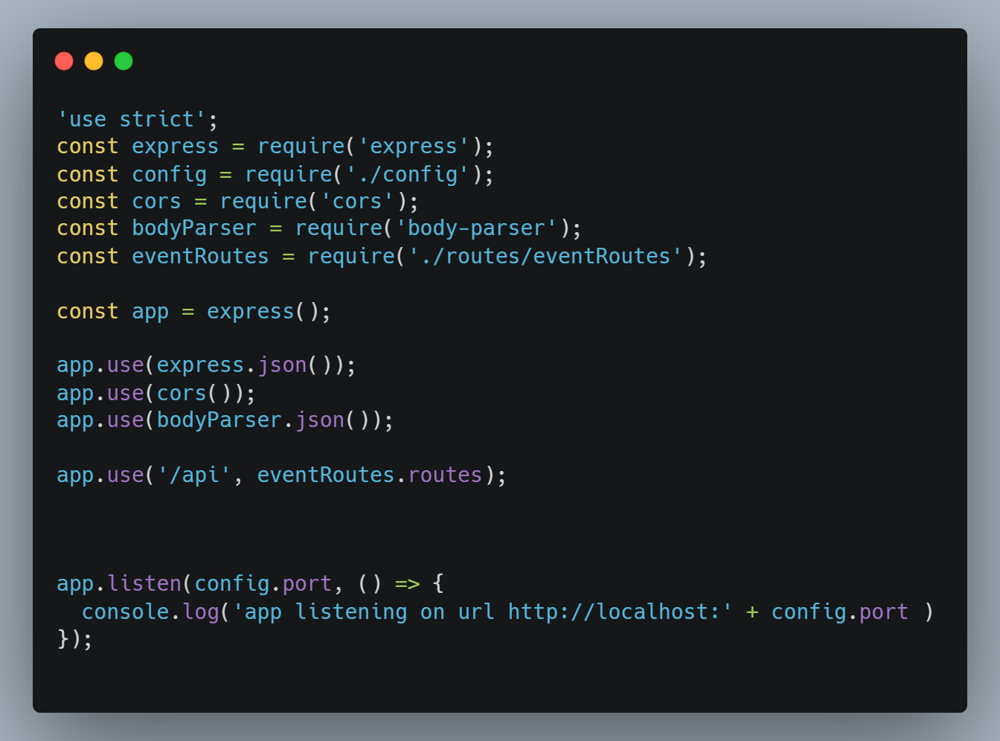 'use strict';
const express = require('express');
const config = require('./config');
const cors = require('cors');
const bodyParser = require('body-parser');
const eventRoutes = require('./routes/eventRoutes');
const app = express();
app.use(express.json());
app.use(cors());
app.use(bodyParser.json());
app.use('/api', eventRoutes.routes);
app.listen(config.port, () => {
  console.log('app listening on url http://localhost:' + config.port )
});